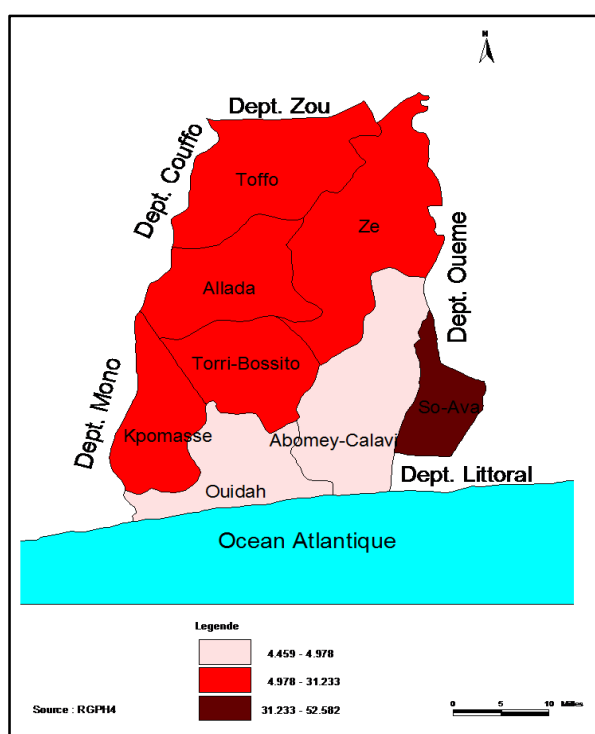 N
Dept. Zou
Dept. Couffo
Toffo
Ze
Dept. Oueme
Allada
Torri-Bossito
So-Ava
Dept. Mono
Kpomasse
Abomey-Calavi
Dept. Littoral
Ouidah
Ocean Atlantique
Legende
4.459 - 4.978
4.978 - 31.233
31.233 - 52.582
Source : RGPH4
0 5 10 Miles